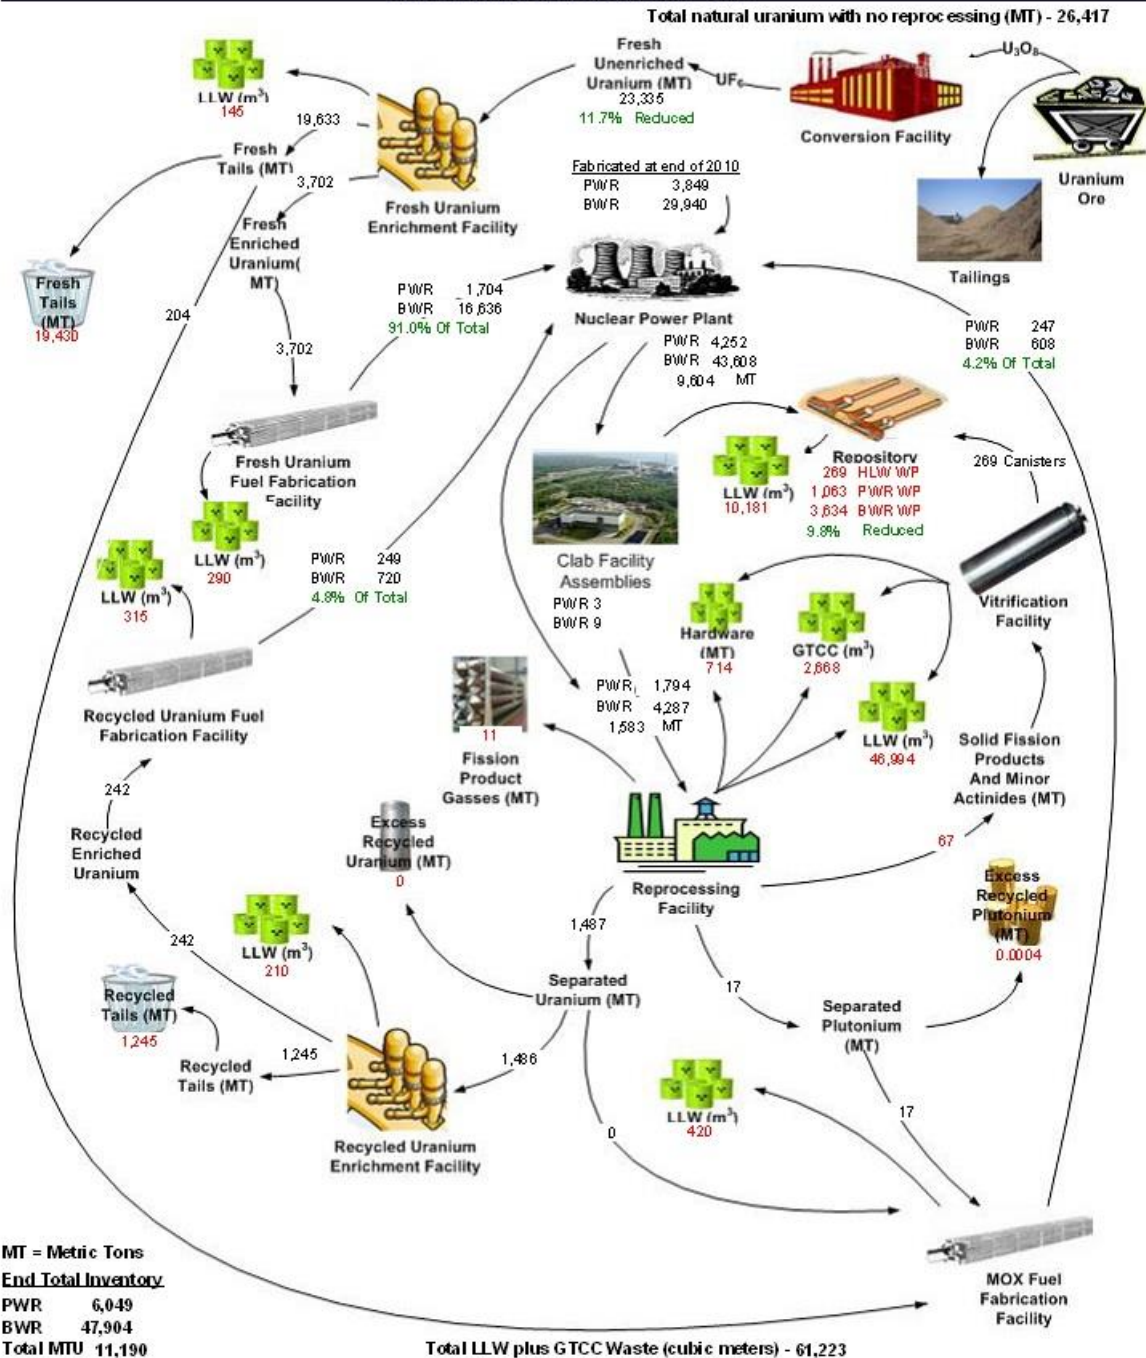 Total natural uranium with no reprocessing (MT) - 26,417
Fresh
Unenriched
Uranium (MT)
23,335
11.7% Reduced
UF6
U3O8
Conversion Facility
Uranium
Ore
Tailings
LLW (m3)
145
19,633
Fresh
Tails (MT)
3,702
Fresh Uranium
Enrichment Facility
Fresh
Enriched
Uranium(
MT)
Fresh
Tails
(MT)
19,430
204
3,702
Fabricated at end of 2010
PWR 3,849
BWR 29,940
Nuclear Power Plant
PWR 1,704
BWR 16,636
91.0% Of Total
PWR 4,252
BWR 43,608
9,604 MT
PWR 247
BWR 608
4.2% Of Total
Fresh Uranium
Fuel Fabrication
Facility
LLW (m3)
290
LLW (m3)
315
PWR 249
BWR 720
4.8% Of Total
Clab Facility
Assemblies
PWR 3
BWR 9
LLW (m3)
10,181
Repository
269 HLW WP
1,063 PWR WP
3,634 BWR WP
9.8% Reduced
269 Canisters
Vitrification
Facility
Hardware
(MT)
714
GTCC (m3)
2,668
LLW (m3)
46,994
Solid Fission
Products
And Minor
Actinides (MT)
67
PWR 1,794
BWR 4,287
1,583 MT
11
Fission
Product
Gasses (MT)
Recycled Uranium Fuel
Fabrication Facility
242
Recycled
Enriched
Uranium
242
Excess
Recycled
Uranium (MT)
0
Reprocessing
Facility
Excess
Recycled
Plutonium
(MT)
0.0004
1,487
Separated
Uranium (MT)
17
Separated
Plutonium
(MT)
LLW (m3)
210
Recycled
Tails (MT)
1,245
Recycled
Tails (MT)
1,245
1,486
Recycled Uranium
Enrichment Facility
0
LLW (m3)
420
17
MOX Fuel
Fabrication
Facility
MT = Metric Tons
End Total Inventory
PWR 6,049
BWR 47,904
Total MTU 11,190
Total LLW plus GTCC Waste (cubic meters) - 61,223